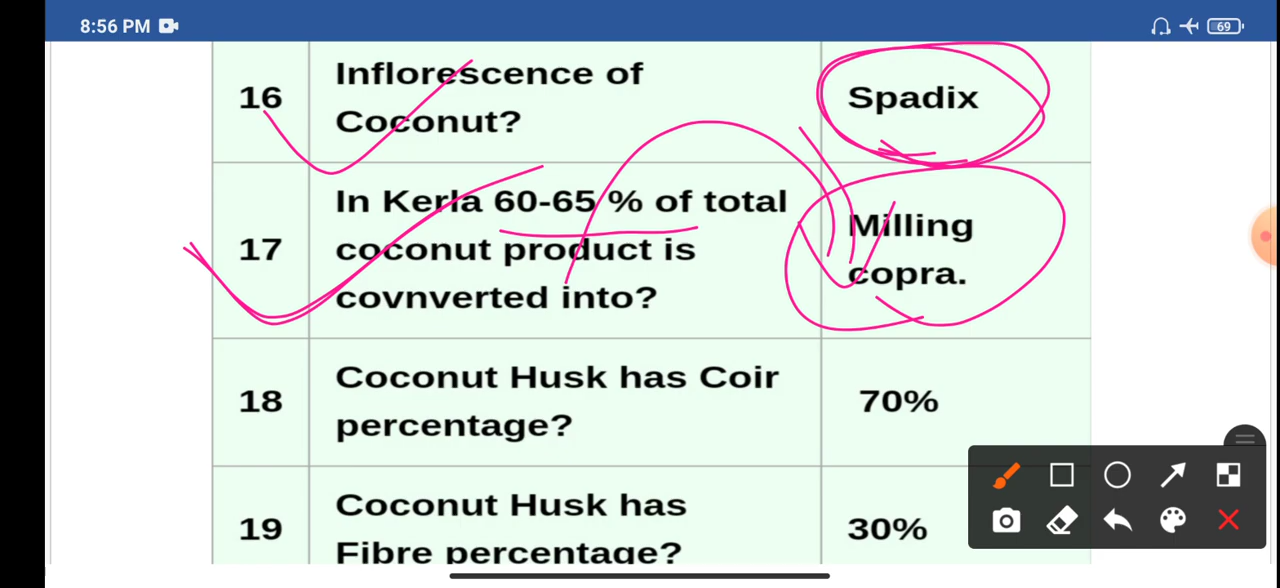 8:56 PM
69
16
Inflorescence of
Coconut?
Spadix
17
In Kerla 60-65 % of total
coconut product is
covnverted into?
Milling
copra.
18
Coconut Husk has Coir
percentage?
70%
19
Coconut Husk has
Fibre percentage?
30%